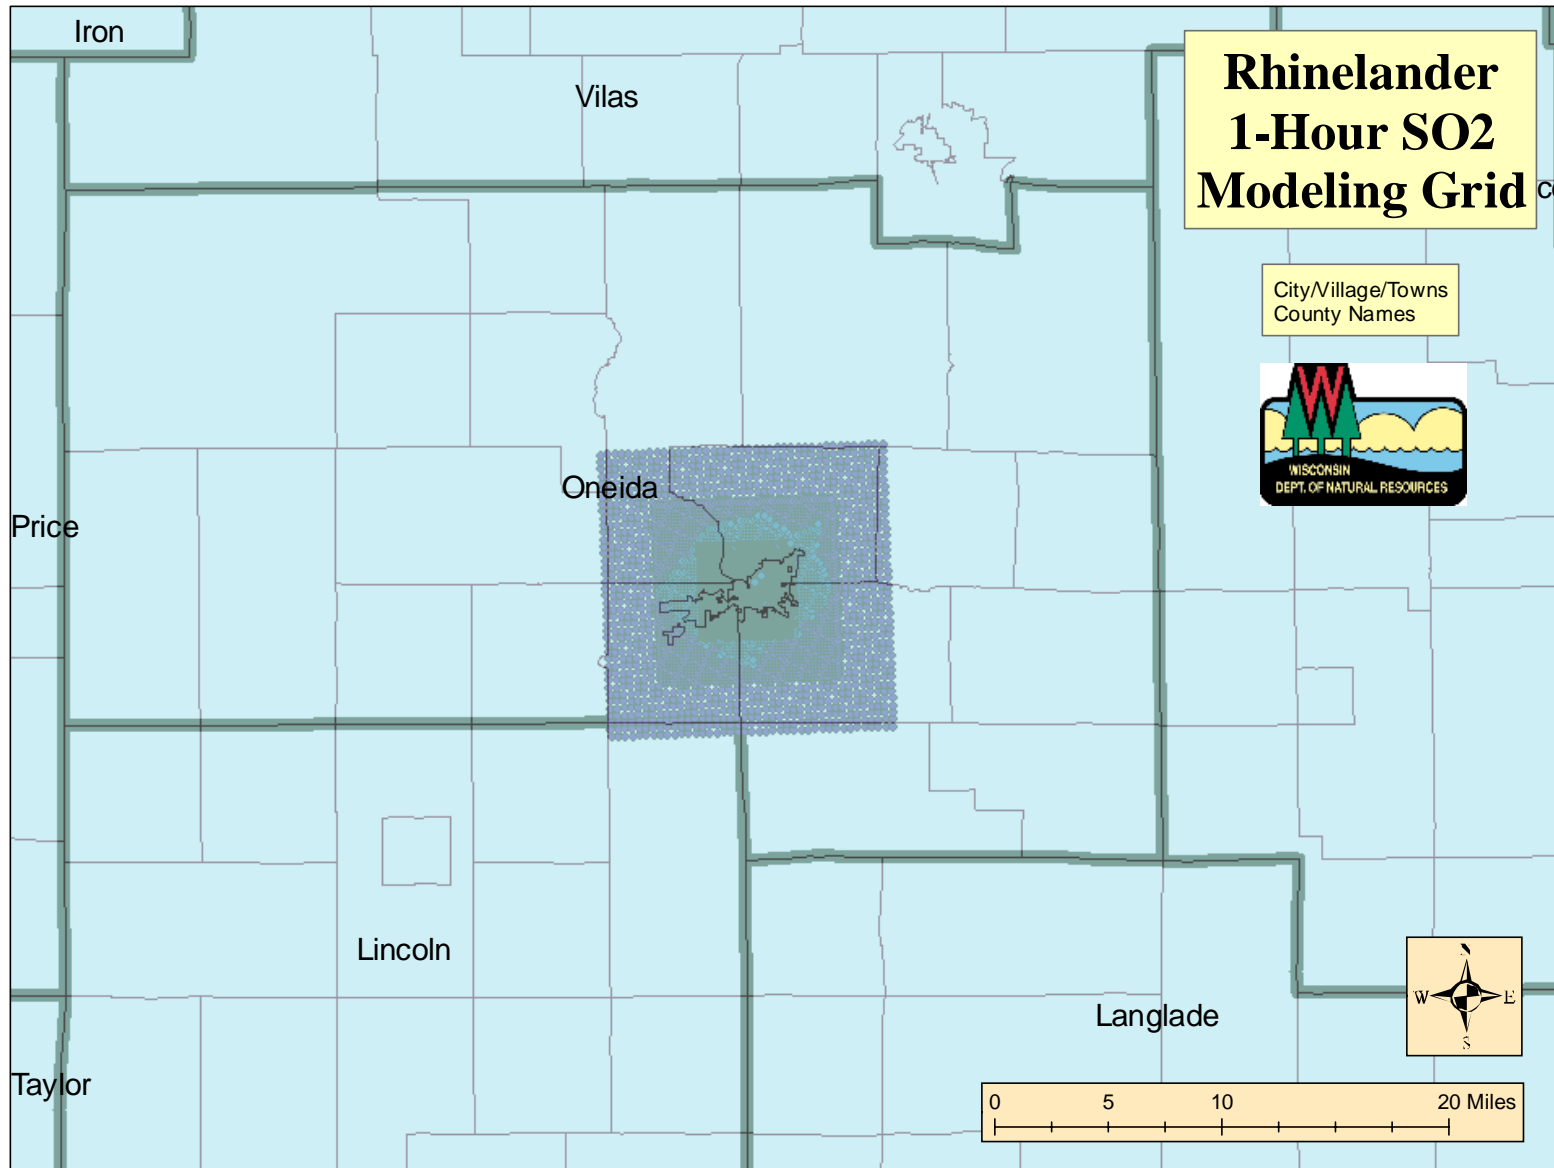 Iron
Vilas
Rhinelander
1-Hour SO2
Modeling Grid
City/Village/Towns
County Names
WISCONSIN
DEPT. OF NATURAL RESOURCES
Oneida
Price
Lincoln
Langlade
N
W E
S
Taylor
0 5 10 20 Miles